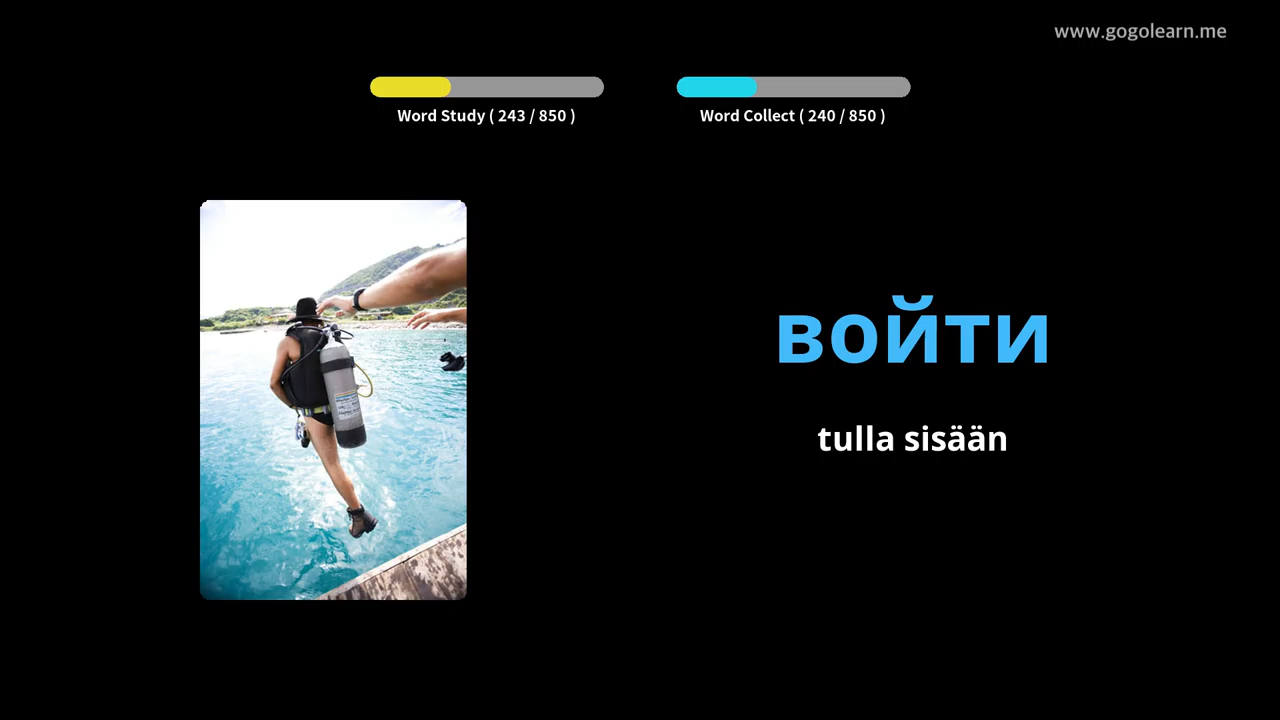 www.gogolearn.me
Word Study ( 243 / 850 )
Word Collect ( 240 / 850 )
войти
tulla sisään